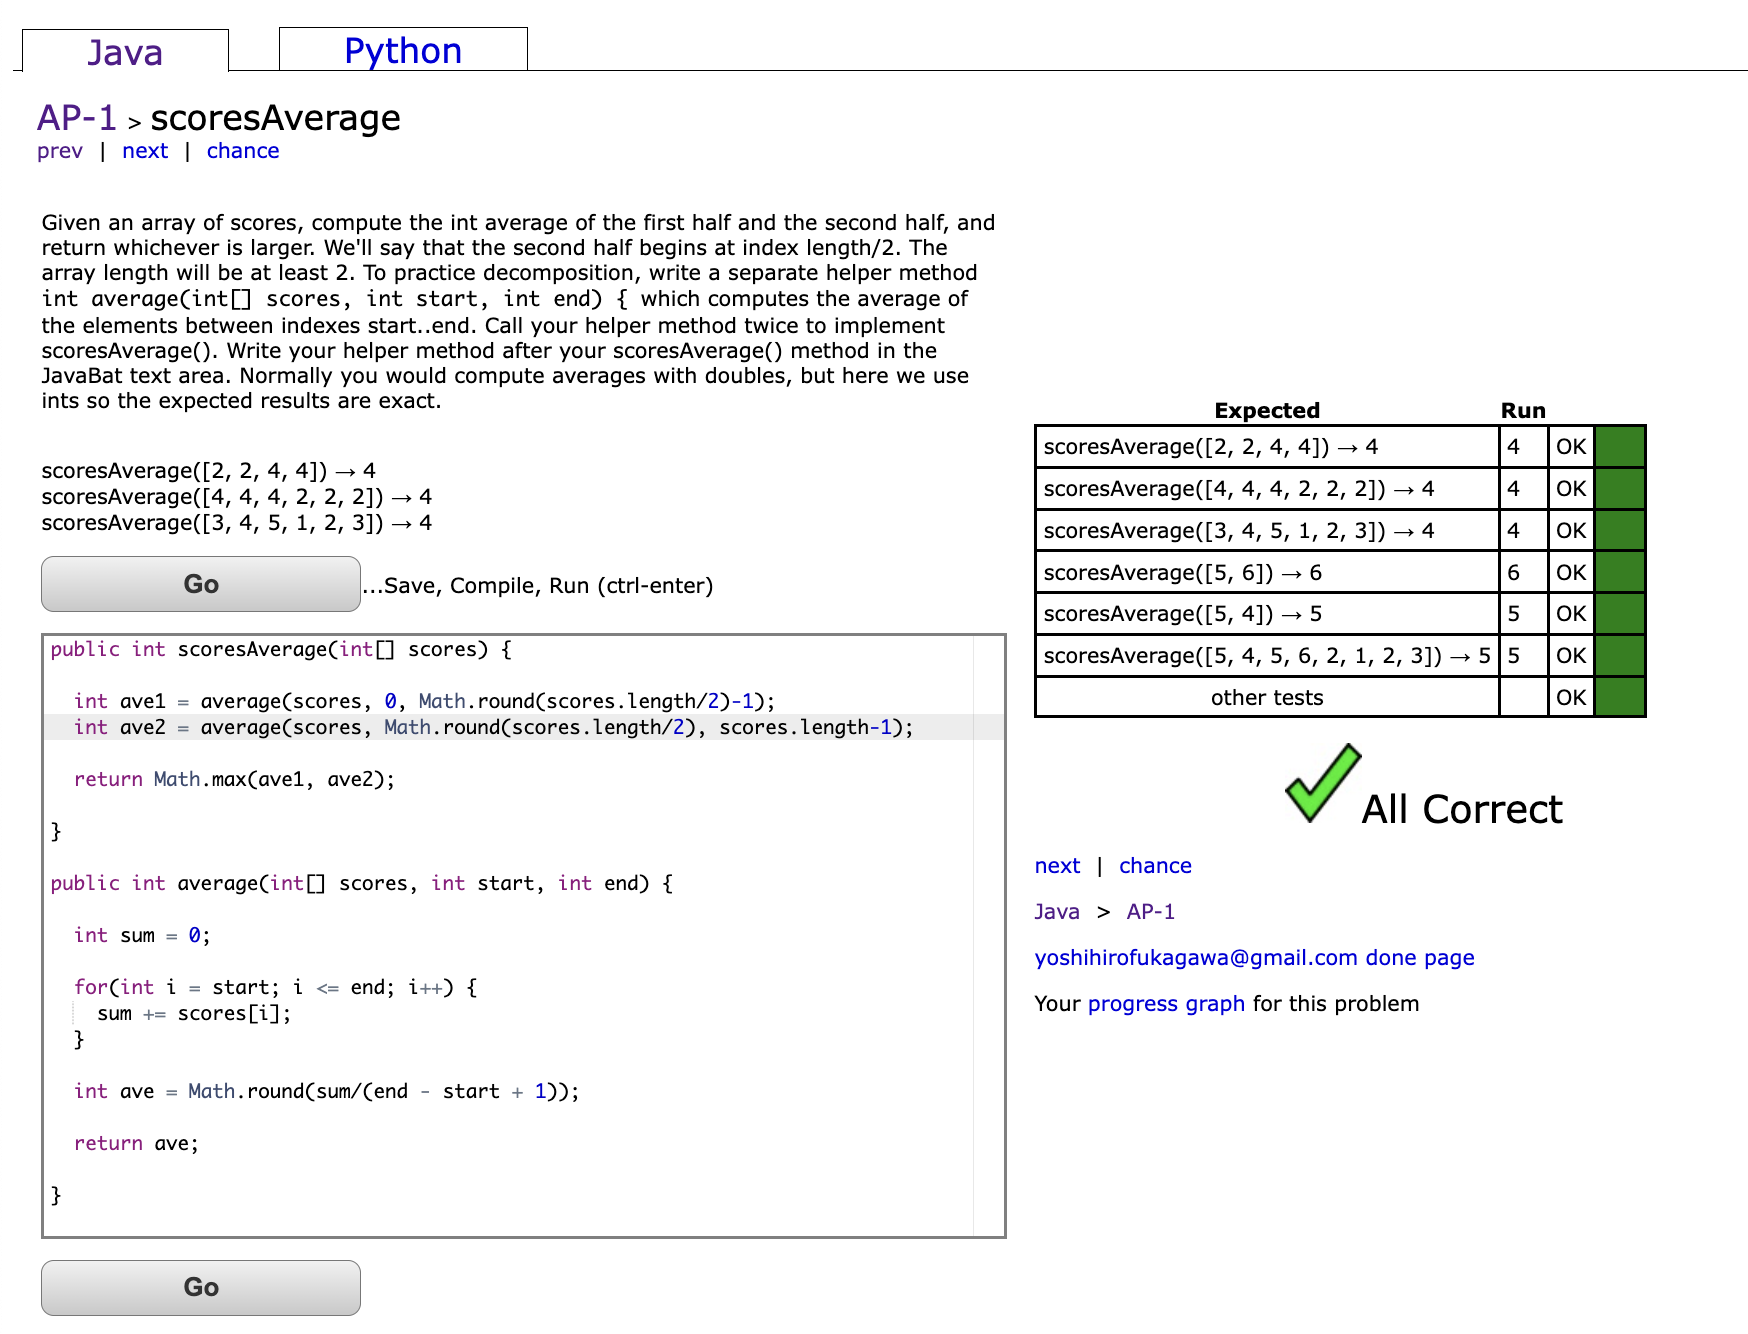 Java
Python
AP-1 > scoresAverage
prev | next | chance
Given an array of scores, compute the int average of the first half and the second half, and
return whichever is larger. We'll say that the second half begins at index length/2. The
array length will be at least 2. To practice decomposition, write a separate helper method
int average(int[] scores, int start, int end) { which computes the average of
the elements between indexes start..end. Call your helper method twice to implement
scoresAverage(). Write your helper method after your scoresAverage() method in the
JavaBat text area. Normally you would compute averages with doubles, but here we use
ints so the expected results are exact.
scoresAverage([2, 2, 4, 4]) → 4
scoresAverage([4, 4, 4, 2, 2, 2]) → 4
scoresAverage([3, 4, 5, 1, 2, 3]) → 4
Go ...Save, Compile, Run (ctrl-enter)
public int scoresAverage(int[] scores) {
int ave1 = average(scores, 0, Math.round(scores.length/2)-1);
int ave2 = average(scores, Math.round(scores.length/2), scores.length-1);
return Math.max(ave1, ave2);
}
public int average(int[] scores, int start, int end) {
int sum = 0;
for(int i = start; i <= end; i++) {
sum += scores[i];
}
int ave = Math.round(sum/(end - start + 1));
return ave;
}
Go
Expected Run
scoresAverage([2, 2, 4, 4]) → 4 4 OK
scoresAverage([4, 4, 4, 2, 2, 2]) → 4 4 OK
scoresAverage([3, 4, 5, 1, 2, 3]) → 4 4 OK
scoresAverage([5, 6]) → 6 6 OK
scoresAverage([5, 4]) → 5 5 OK
scoresAverage([5, 4, 5, 6, 2, 1, 2, 3]) → 5 5 OK
other tests OK
All Correct
next | chance
Java > AP-1
yoshihirofukagawa@gmail.com done page
Your progress graph for this problem